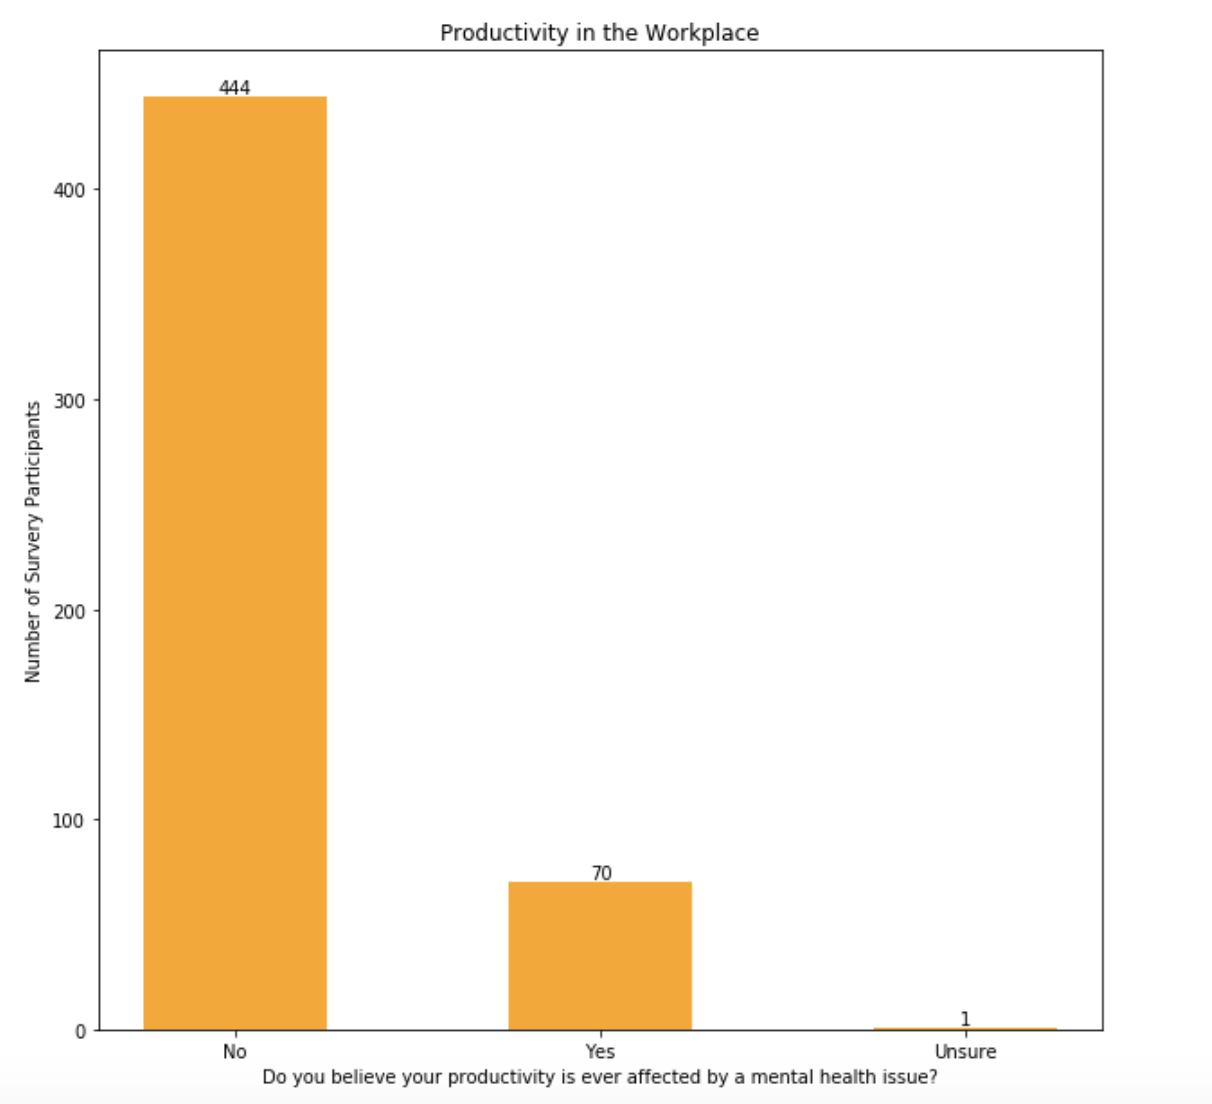 Productivity in the Workplace
444
400
300
200
100
0
Number of Survery Participants
70
1
No
Yes
Unsure
Do you believe your productivity is ever affected by a mental health issue?